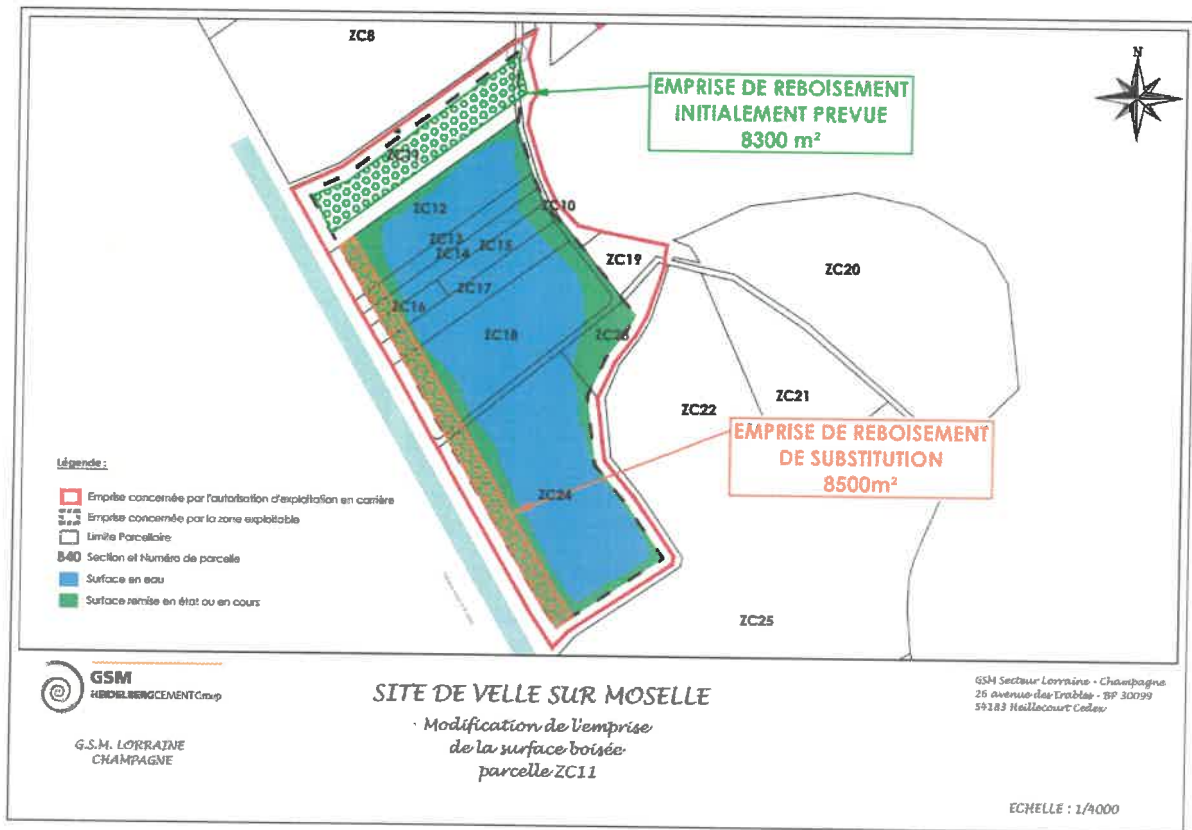 ZC8
N
EMPRISE DE REBOISEMENT
INITIALEMENT PREVUE
8300 m²
ZC12
ZC10
ZC13
ZC15
ZC14
ZC19
ZC20
ZC17
ZC16
ZC18
ZC22
ZC21
EMPRISE DE REBOISEMENT
DE SUBSTITUTION
8500m²
ZC24
ZC25
Légende :
Emprise concernée par l'autorisation d'exploitation en carrière
Emprise concernée par la zone exploitable
Limite Parcellaire
840 Section et Numéro de parcelle
Surface en eau
Surface remise en état ou en cours
GSM
HEIDELBERGCEMENT Group
G.S.M. LORRAINE
CHAMPAGNE
SITE DE VELLE SUR MOSELLE
Modification de l'emprise
de la surface boisée
parcelle ZC11
GSM Secteur Lorraine - Champagne
26 avenue des Erables - BP 30099
54183 Heillecourt Cedex
ECHELLE : 1/4000